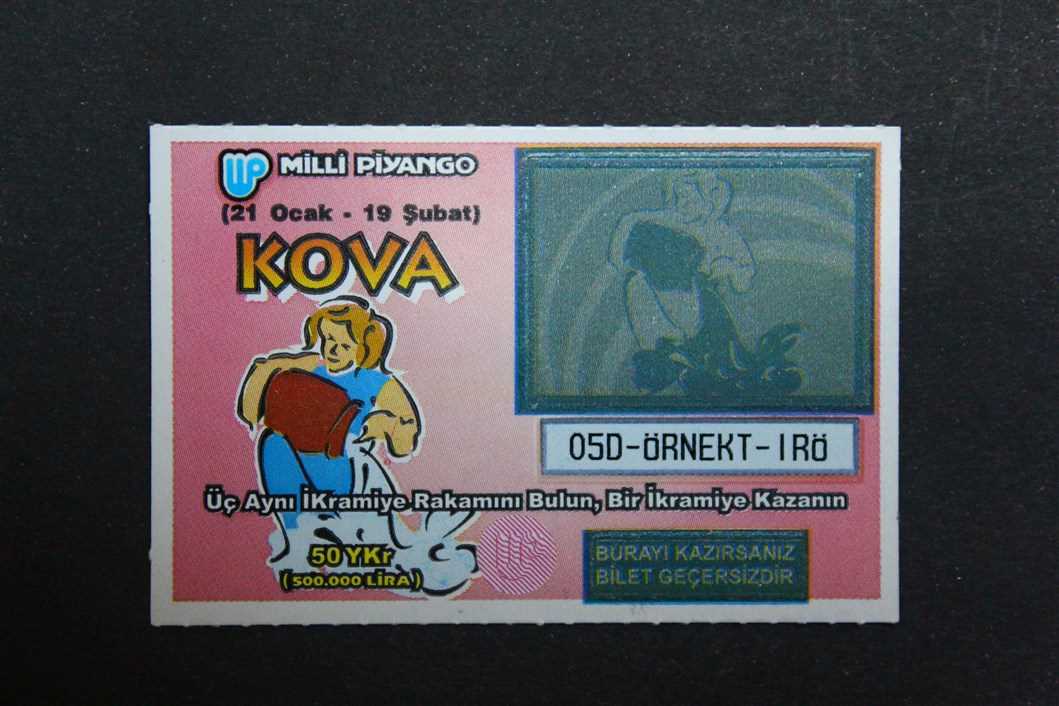 MİLLİ PİYANGO
(21 Ocak - 19 Şubat)
KOVA
05D-ÖRNEKT-IRÖ
Üç Aynı İKramiye Rakamını Bulun, Bir İkramiye Kazanın
50 YKr
(500.000 LİRA)
BURAYI KAZIRSANIZ
BİLET GEÇERSİZDİR